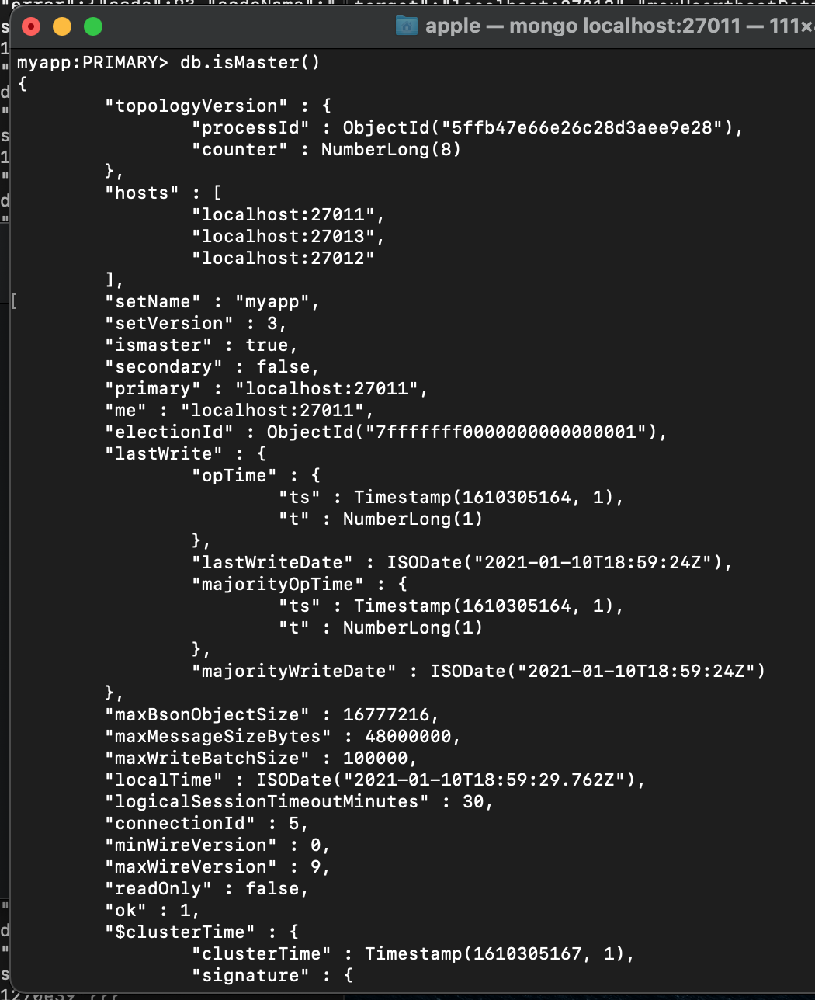 apple — mongo localhost:27011 — 111×
myapp:PRIMARY> db.isMaster()
{
        "topologyVersion" : {
                "processId" : ObjectId("5ffb47e66e26c28d3aee9e28"),
                "counter" : NumberLong(8)
        },
        "hosts" : [
                "localhost:27011",
                "localhost:27013",
                "localhost:27012"
        ],
        "setName" : "myapp",
        "setVersion" : 3,
        "ismaster" : true,
        "secondary" : false,
        "primary" : "localhost:27011",
        "me" : "localhost:27011",
        "electionId" : ObjectId("7fffffff0000000000000001"),
        "lastWrite" : {
                "opTime" : {
                        "ts" : Timestamp(1610305164, 1),
                        "t" : NumberLong(1)
                },
                "lastWriteDate" : ISODate("2021-01-10T18:59:24Z"),
                "majorityOpTime" : {
                        "ts" : Timestamp(1610305164, 1),
                        "t" : NumberLong(1)
                },
                "majorityWriteDate" : ISODate("2021-01-10T18:59:24Z")
        },
        "maxBsonObjectSize" : 16777216,
        "maxMessageSizeBytes" : 48000000,
        "maxWriteBatchSize" : 100000,
        "localTime" : ISODate("2021-01-10T18:59:29.762Z"),
        "logicalSessionTimeoutMinutes" : 30,
        "connectionId" : 5,
        "minWireVersion" : 0,
        "maxWireVersion" : 9,
        "readOnly" : false,
        "ok" : 1,
        "$clusterTime" : {
                "clusterTime" : Timestamp(1610305167, 1),
                "signature" : {